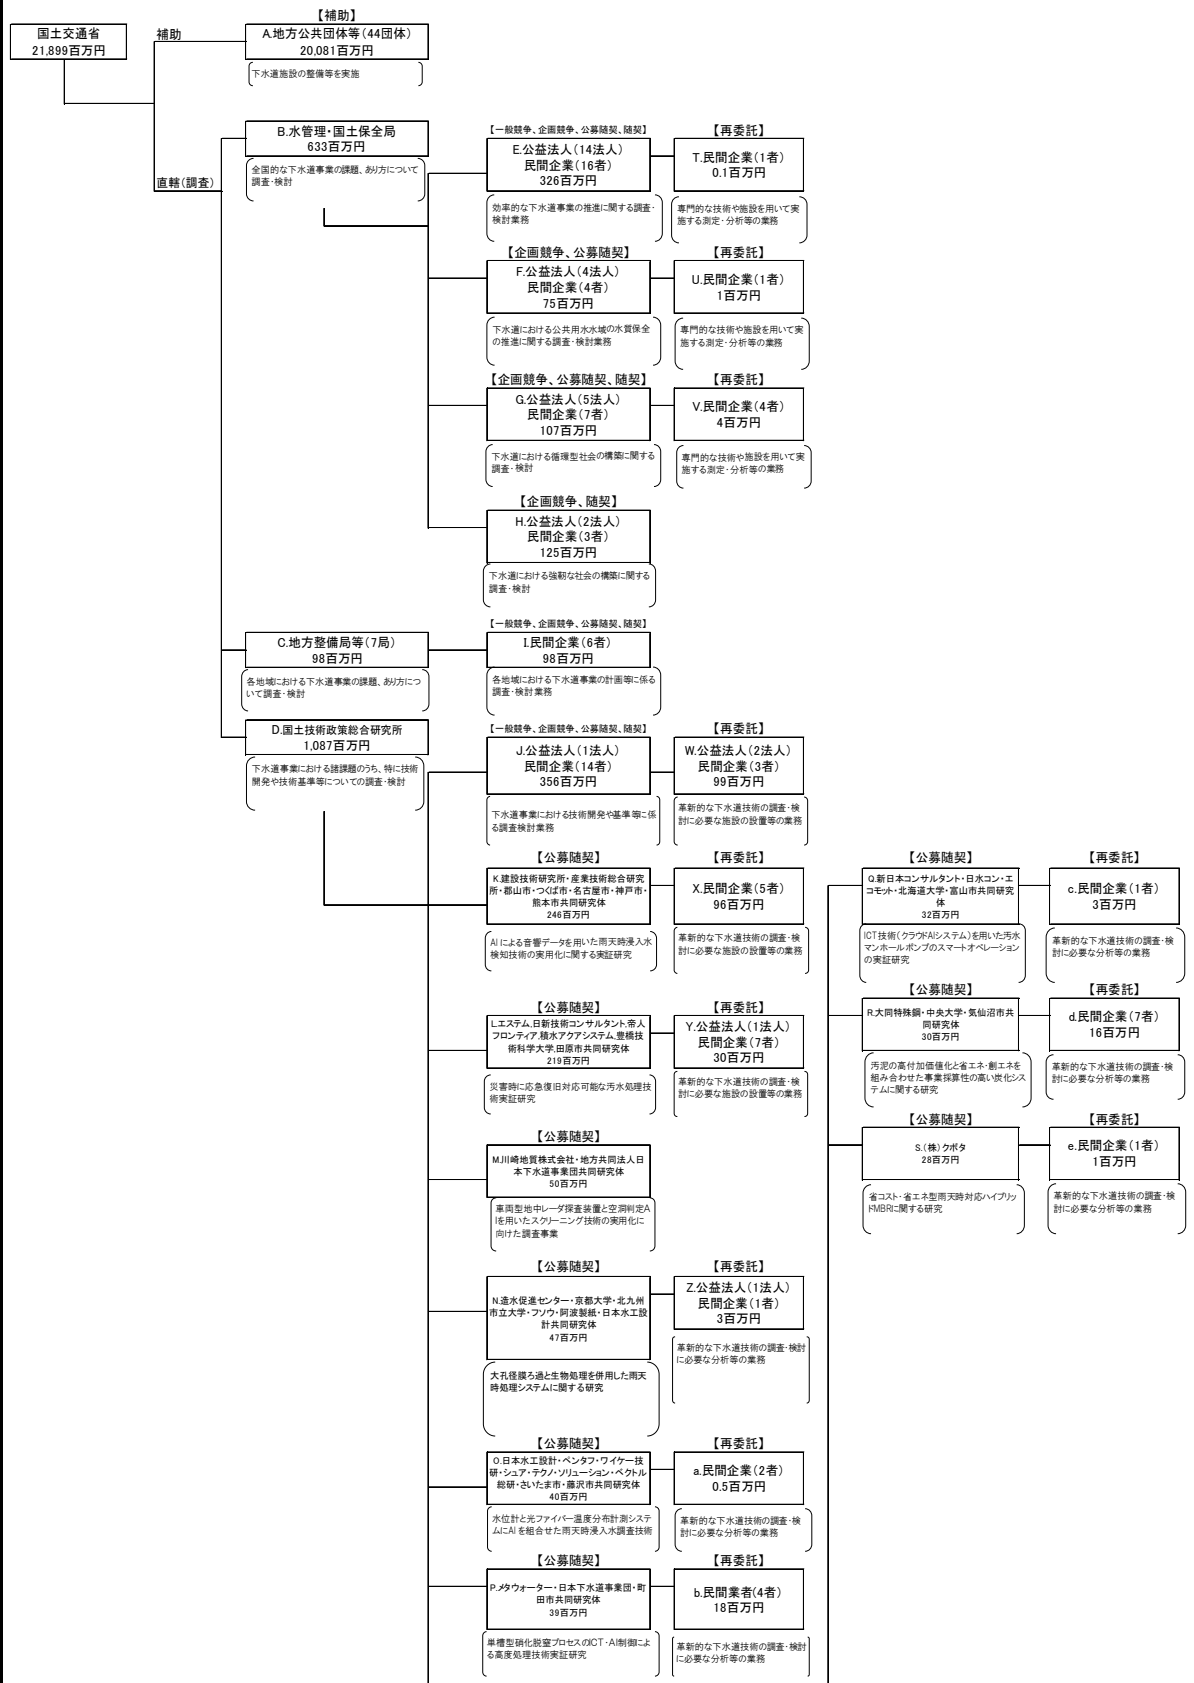 国土交通省
21,899百万円
補助
【補助】
A.地方公共団体等(44団体)
20,081百万円
下水道施設の整備等を実施
直轄(調査)
B.水管理・国土保全局
633百万円
全国的な下水道事業の課題、あり方について
調査・検討
【一般競争、企画競争、公募随契、随契】
E.公益法人(14法人)
民間企業(16者)
326百万円
効率的な下水道事業の推進に関する調査・
検討業務
【再委託】
T.民間企業(1者)
0.1百万円
専門的な技術や施設を用いて実
施する測定・分析等の業務
【企画競争、公募随契】
F.公益法人(4法人)
民間企業(4者)
75百万円
下水道における公共用水水域の水質保全
の推進に関する調査・検討業務
【再委託】
U.民間企業(1者)
1百万円
専門的な技術や施設を用いて実
施する測定・分析等の業務
【企画競争、公募随契、随契】
G.公益法人(5法人)
民間企業(7者)
107百万円
下水道における循環型社会の構築に関する
調査・検討
【再委託】
V.民間企業(4者)
4百万円
専門的な技術や施設を用いて実
施する測定・分析等の業務
【企画競争、随契】
H.公益法人(2法人)
民間企業(3者)
125百万円
下水道における強靭な社会の構築に関する
調査・検討
C.地方整備局等(7局)
98百万円
各地域における下水道事業の課題、あり方につ
いて調査・検討
【一般競争、企画競争、公募随契、随契】
I.民間企業(6者)
98百万円
各地域における下水道事業の計画等に係る
調査・検討業務
D.国土技術政策総合研究所
1,087百万円
下水道事業における諸課題のうち、特に技術
開発や技術基準等についての調査・検討
【一般競争、企画競争、公募随契、随契】
J.公益法人(1法人)
民間企業(14者)
356百万円
下水道事業における技術開発や基準等に係
る調査検討業務
【再委託】
W.公益法人(2法人)
民間企業(3者)
99百万円
革新的な下水道技術の調査・検
討に必要な施設の設置等の業務
【公募随契】
K.建設技術研究所・産業技術総合研究
所・郡山市・つくば市・名古屋市・神戸市・
熊本市共同研究体
246百万円
AIによる音響データを用いた雨天時浸入水
検知技術の実用化に関する実証研究
【再委託】
X.民間企業(5者)
96百万円
革新的な下水道技術の調査・検
討に必要な施設の設置等の業務
【公募随契】
L.エステム,日新技術コンサルタント,帝人
フロンティア,積水アクアシステム,豊橋技
術科学大学,田原市共同研究体
219百万円
災害時に応急復旧対応可能な汚水処理技
術実証研究
【再委託】
Y.公益法人(1法人)
民間企業(7者)
30百万円
革新的な下水道技術の調査・検
討に必要な施設の設置等の業務
【公募随契】
M.川崎地質株式会社・地方共同法人日
本下水道事業団共同研究体
50百万円
車両型地中レーダ探査装置と空洞判定A
Iを用いたスクリーニング技術の実用化に
向けた調査事業
【公募随契】
N.造水促進センター・京都大学・北九州
市立大学・フソウ・阿波製紙・日本水工設
計共同研究体
47百万円
大孔径膜ろ過と生物処理を併用した雨天
時処理システムに関する研究
【再委託】
Z.公益法人(1法人)
民間企業(1者)
3百万円
革新的な下水道技術の調査・検討
に必要な分析等の業務
【公募随契】
O.日本水工設計・ペンタフ・ワイケー技
研・シュア・テクノ・ソリューション・ベクトル
総研・さいたま市・藤沢市共同研究体
40百万円
水位計と光ファイバー温度分布計測システ
ムにAIを組合せた雨天時浸入水調査技術
【再委託】
a.民間企業(2者)
0.5百万円
革新的な下水道技術の調査・検
討に必要な分析等の業務
【公募随契】
P.メタウォーター・日本下水道事業団・町
田市共同研究体
39百万円
単槽型硝化脱窒プロセスのICT・AI制御によ
る高度処理技術実証研究
【再委託】
b.民間業者(4者)
18百万円
革新的な下水道技術の調査・検討
に必要な分析等の業務
【公募随契】
Q.新日本コンサルタント・日水コン・エ
コモット・北海道大学・富山市共同研究
体
32百万円
ICT技術(クラウドAIシステム)を用いた汚水
マンホールポンプのスマートオペレーション
の実証研究
【再委託】
c.民間企業(1者)
3百万円
革新的な下水道技術の調査・検
討に必要な分析等の業務
【公募随契】
R.大同特殊鋼・中央大学・気仙沼市共
同研究体
30百万円
汚泥の高付加価値化と省エネ・創エネを
組み合わせた事業採算性の高い炭化シス
テムに関する研究
【再委託】
d.民間企業(7者)
16百万円
革新的な下水道技術の調査・検
討に必要な分析等の業務
【公募随契】
S.(株)クボタ
28百万円
省コスト・省エネ型雨天時対応ハイブリッ
ドMBRに関する研究
【再委託】
e.民間企業(1者)
1百万円
革新的な下水道技術の調査・検
討に必要な分析等の業務